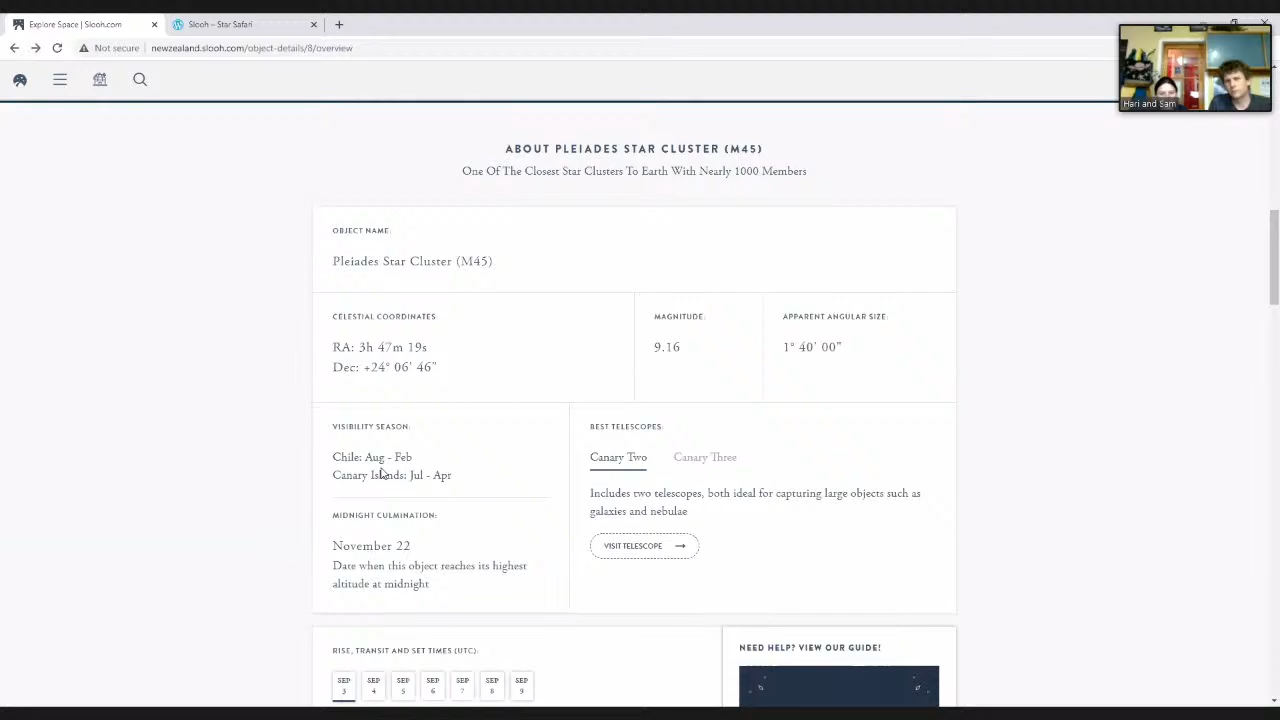 Explore Space | Slooh.com
Slooh – Star Safari
Not secure
newzealand.slooh.com/object-details/8/overview
Hari and Sam
ABOUT PLEIADES STAR CLUSTER (M45)
One Of The Closest Star Clusters To Earth With Nearly 1000 Members
OBJECT NAME:
Pleiades Star Cluster (M45)
CELESTIAL COORDINATES
RA: 3h 47m 19s
Dec: +24° 06' 46"
MAGNITUDE:
9.16
APPARENT ANGULAR SIZE:
1° 40' 00"
VISIBILITY SEASON:
Chile: Aug - Feb
Canary Islands: Jul - Apr
MIDNIGHT CULMINATION:
November 22
Date when this object reaches its highest
altitude at midnight
BEST TELESCOPES:
Canary Two
Canary Three
Includes two telescopes, both ideal for capturing large objects such as
galaxies and nebulae
VISIT TELESCOPE
RISE, TRANSIT AND SET TIMES (UTC):
SEP 3
SEP 4
SEP 5
SEP 6
SEP 7
SEP 8
SEP 9
NEED HELP? VIEW OUR GUIDE!